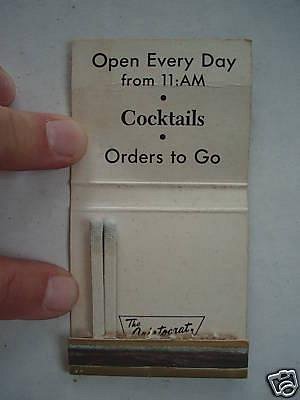 Open Every Day
from 11:AM
•
Cocktails
•
Orders to Go
The
Aristocrat